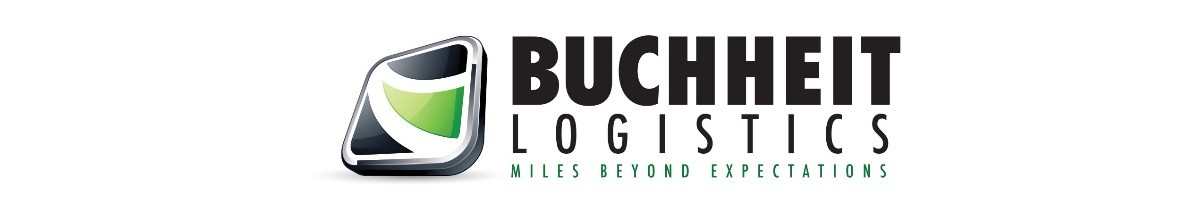 BUCHHEIT
LOGISTICS
MILES BEYOND EXPECTATIONS